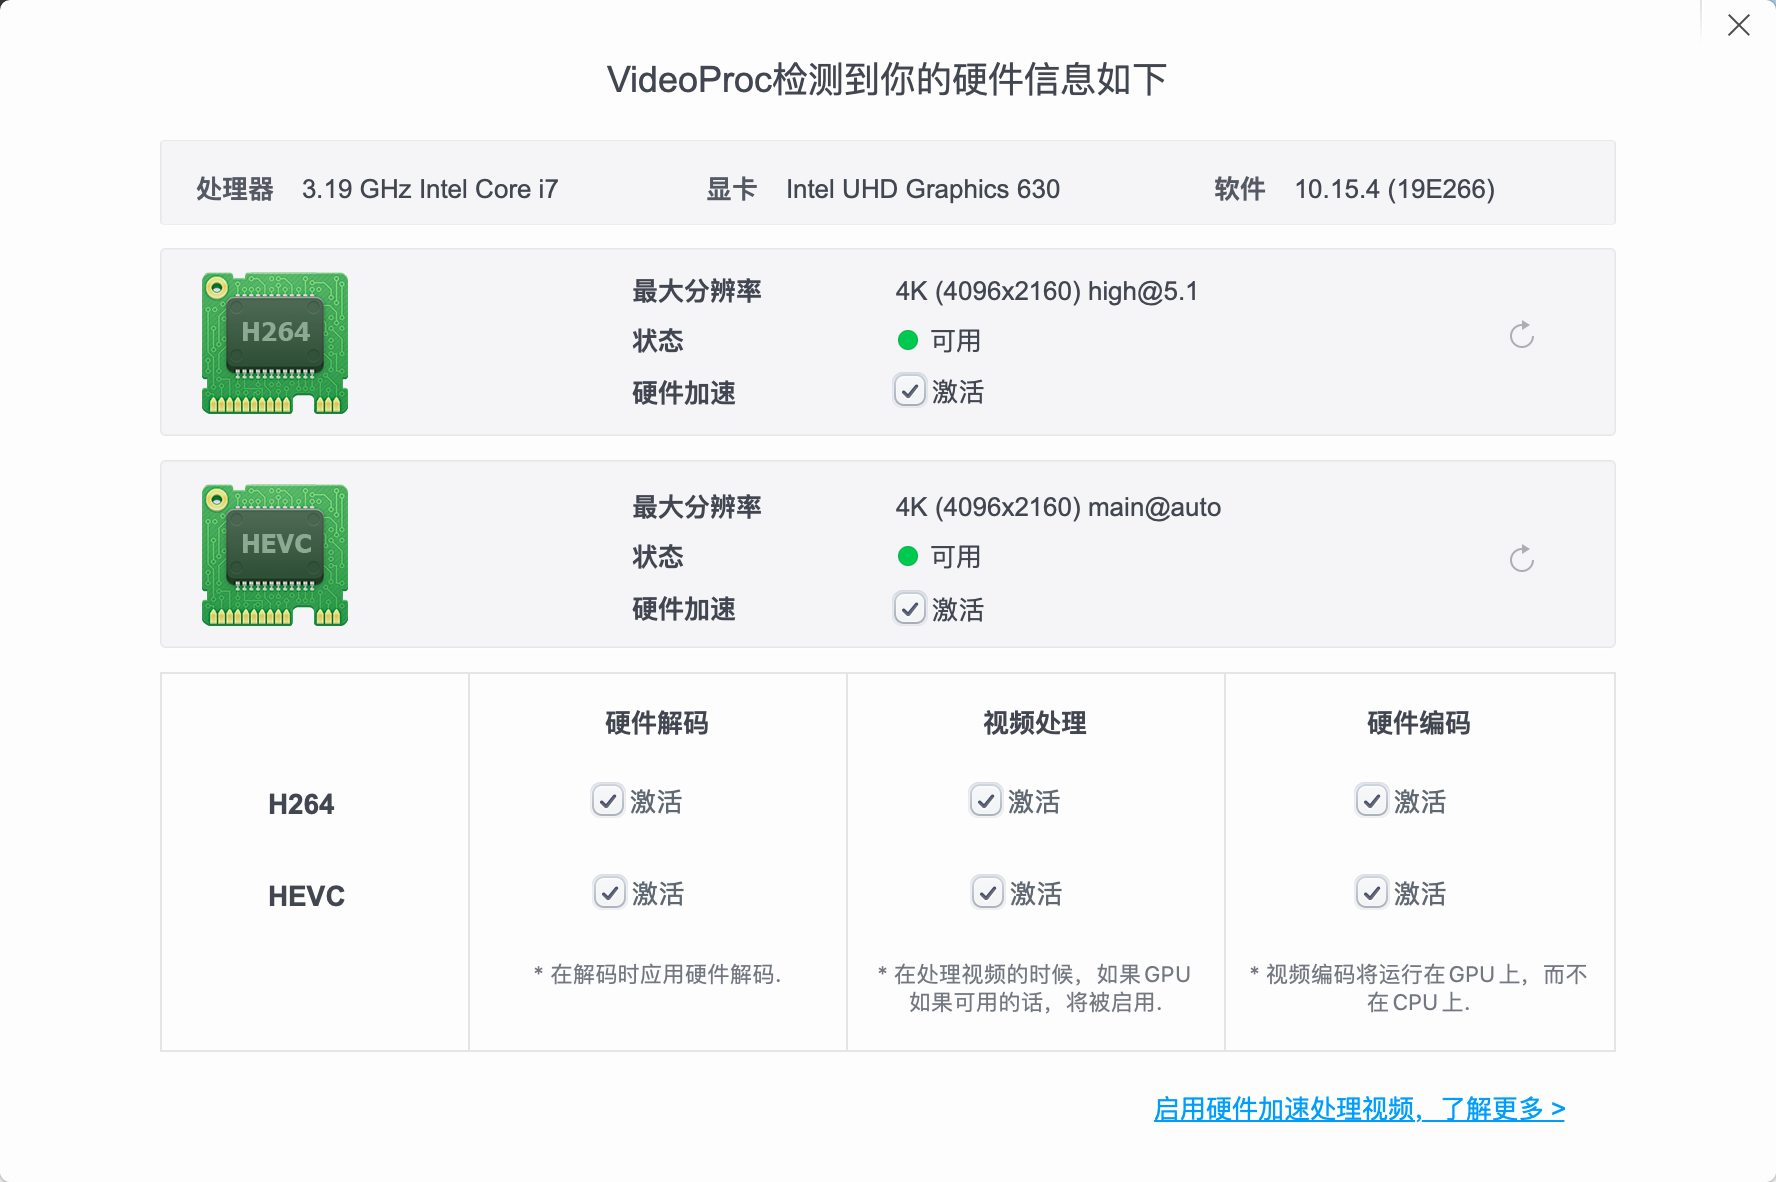 VideoProc检测到你的硬件信息如下
处理器 3.19 GHz Intel Core i7 显卡 Intel UHD Graphics 630 软件 10.15.4 (19E266)
H264
最大分辨率 4K (4096x2160) high@5.1
状态 可用
硬件加速 激活
HEVC
最大分辨率 4K (4096x2160) main@auto
状态 可用
硬件加速 激活
硬件解码 视频处理 硬件编码
H264 激活 激活 激活
HEVC 激活 激活 激活
* 在解码时应用硬件解码.
* 在处理视频的时候，如果GPU
如果可用的话，将被启用.
* 视频编码将运行在GPU上，而不
在CPU上.
启用硬件加速处理视频，了解更多 >